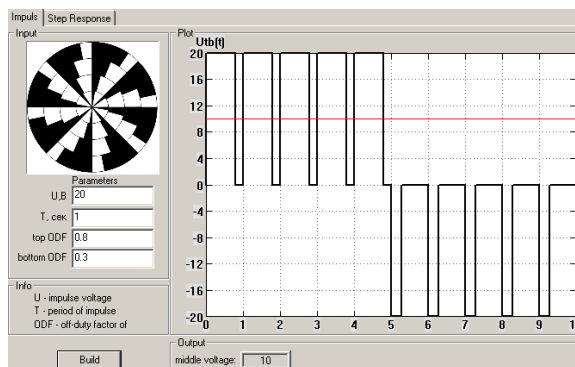 Impuls
Step Response
Input
Parameters
U,B 20
T, сек 1
top ODF 0.8
bottom ODF 0.3
Info
U - impulse voltage
T - period of impulse
ODF - off-duty factor of
Build
Plot
Utb(t)
20
16
12
8
4
0
-4
-8
-12
-16
-20
0 1 2 3 4 5 6 7 8 9 1
Output
middle voltage: 10